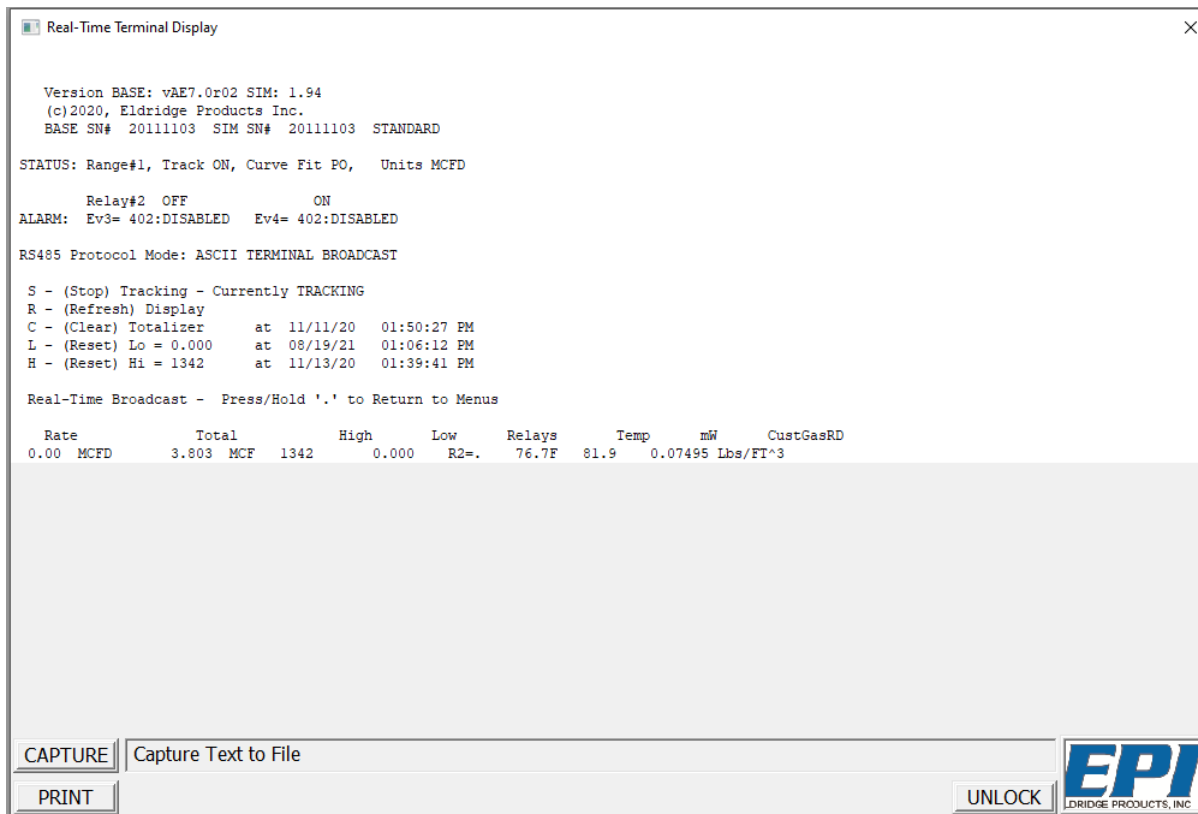 Real-Time Terminal Display
Version BASE: vAE7.0r02 SIM: 1.94
(c)2020, Eldridge Products Inc.
BASE SN# 20111103 SIM SN# 20111103 STANDARD
STATUS: Range#1, Track ON, Curve Fit PO, Units MCFD
Relay#2 OFF ON
ALARM: Ev3= 402:DISABLED Ev4= 402:DISABLED
RS485 Protocol Mode: ASCII TERMINAL BROADCAST
S - (Stop) Tracking - Currently TRACKING
R - (Refresh) Display
C - (Clear) Totalizer at 11/11/20 01:50:27 PM
L - (Reset) Lo = 0.000 at 08/19/21 01:06:12 PM
H - (Reset) Hi = 1342 at 11/13/20 01:39:41 PM
Real-Time Broadcast - Press/Hold '.' to Return to Menus
Rate Total High Low Relays Temp mW CustGasRD
0.00 MCFD 3.803 MCF 1342 0.000 R2=. 76.7F 81.9 0.07495 Lbs/FT^3
CAPTURE Capture Text to File
PRINT UNLOCK
EPI
LDRIDGE PRODUCTS, INC